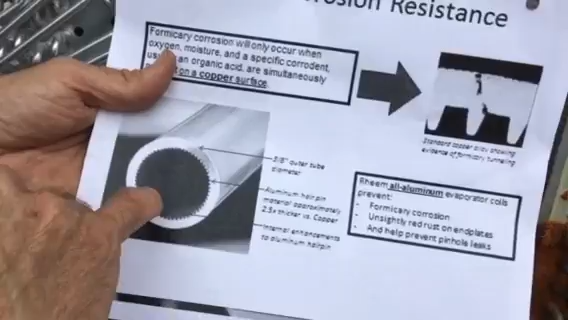 rosion Resistance
Formicary corrosion will only occur when
oxygen, moisture, and a specific corrodent,
us an organic acid, are simultaneously
on a copper surface.
Standard copper alloy showing
evidence of formicary tunneling
3/8" outer tube
diameter
Aluminum hairpin
material approximately
2.5x thicker vs. Copper
Internal enhancements
to aluminum hairpin
Rheem all-aluminum evaporator coils
prevent:
• Formicary corrosion
• Unsightly red rust on endplates
• And help prevent pinhole leaks